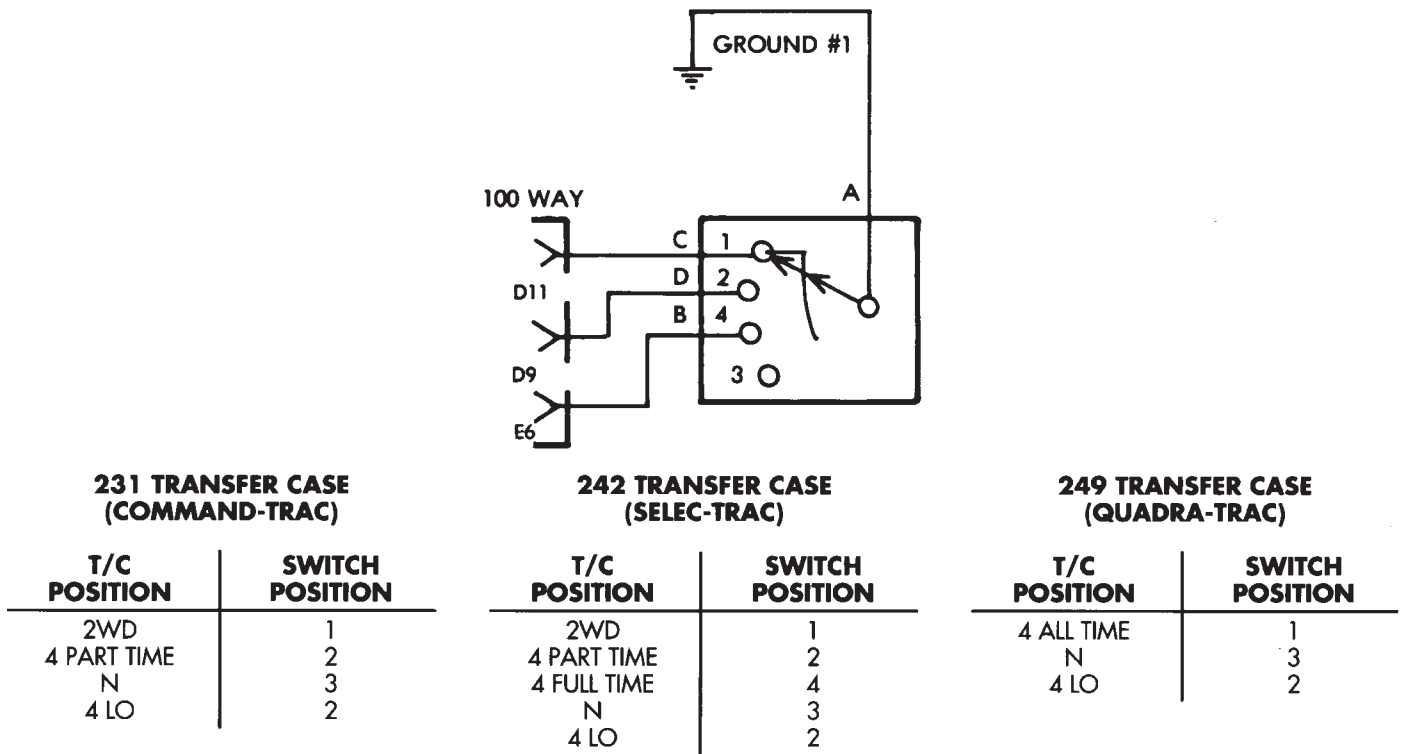 GROUND #1
A
100 WAY
C 1
D11
D 2
B 4
D9
3
E6
231 TRANSFER CASE
(COMMAND-TRAC)
T/C POSITION SWITCH POSITION
2WD 1
4 PART TIME 2
N 3
4 LO 2
242 TRANSFER CASE
(SELEC-TRAC)
T/C POSITION SWITCH POSITION
2WD 1
4 PART TIME 2
4 FULL TIME 4
N 3
4 LO 2
249 TRANSFER CASE
(QUADRA-TRAC)
T/C POSITION SWITCH POSITION
4 ALL TIME 1
N 3
4 LO 2